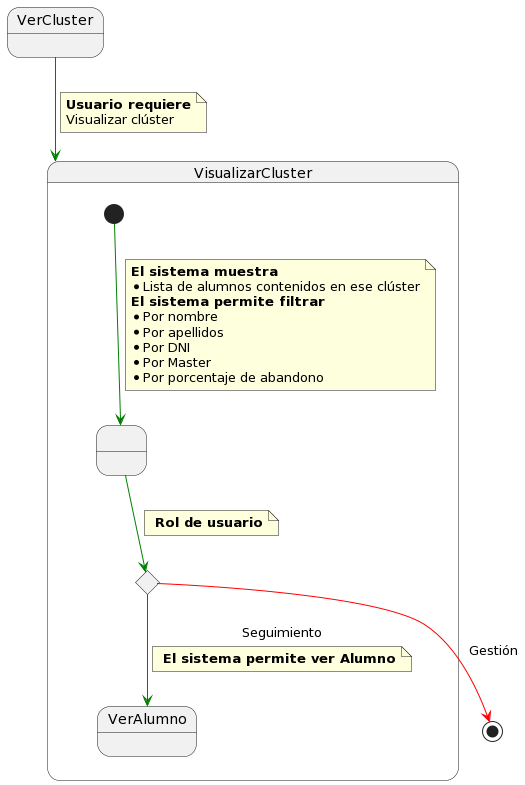 VerCluster
Usuario requiere
Visualizar clúster
VisualizarCluster
El sistema muestra
• Lista de alumnos contenidos en ese clúster
El sistema permite filtrar
• Por nombre
• Por apellidos
• Por DNI
• Por Master
• Por porcentaje de abandono
Rol de usuario
Seguimiento
El sistema permite ver Alumno
Gestión
VerAlumno